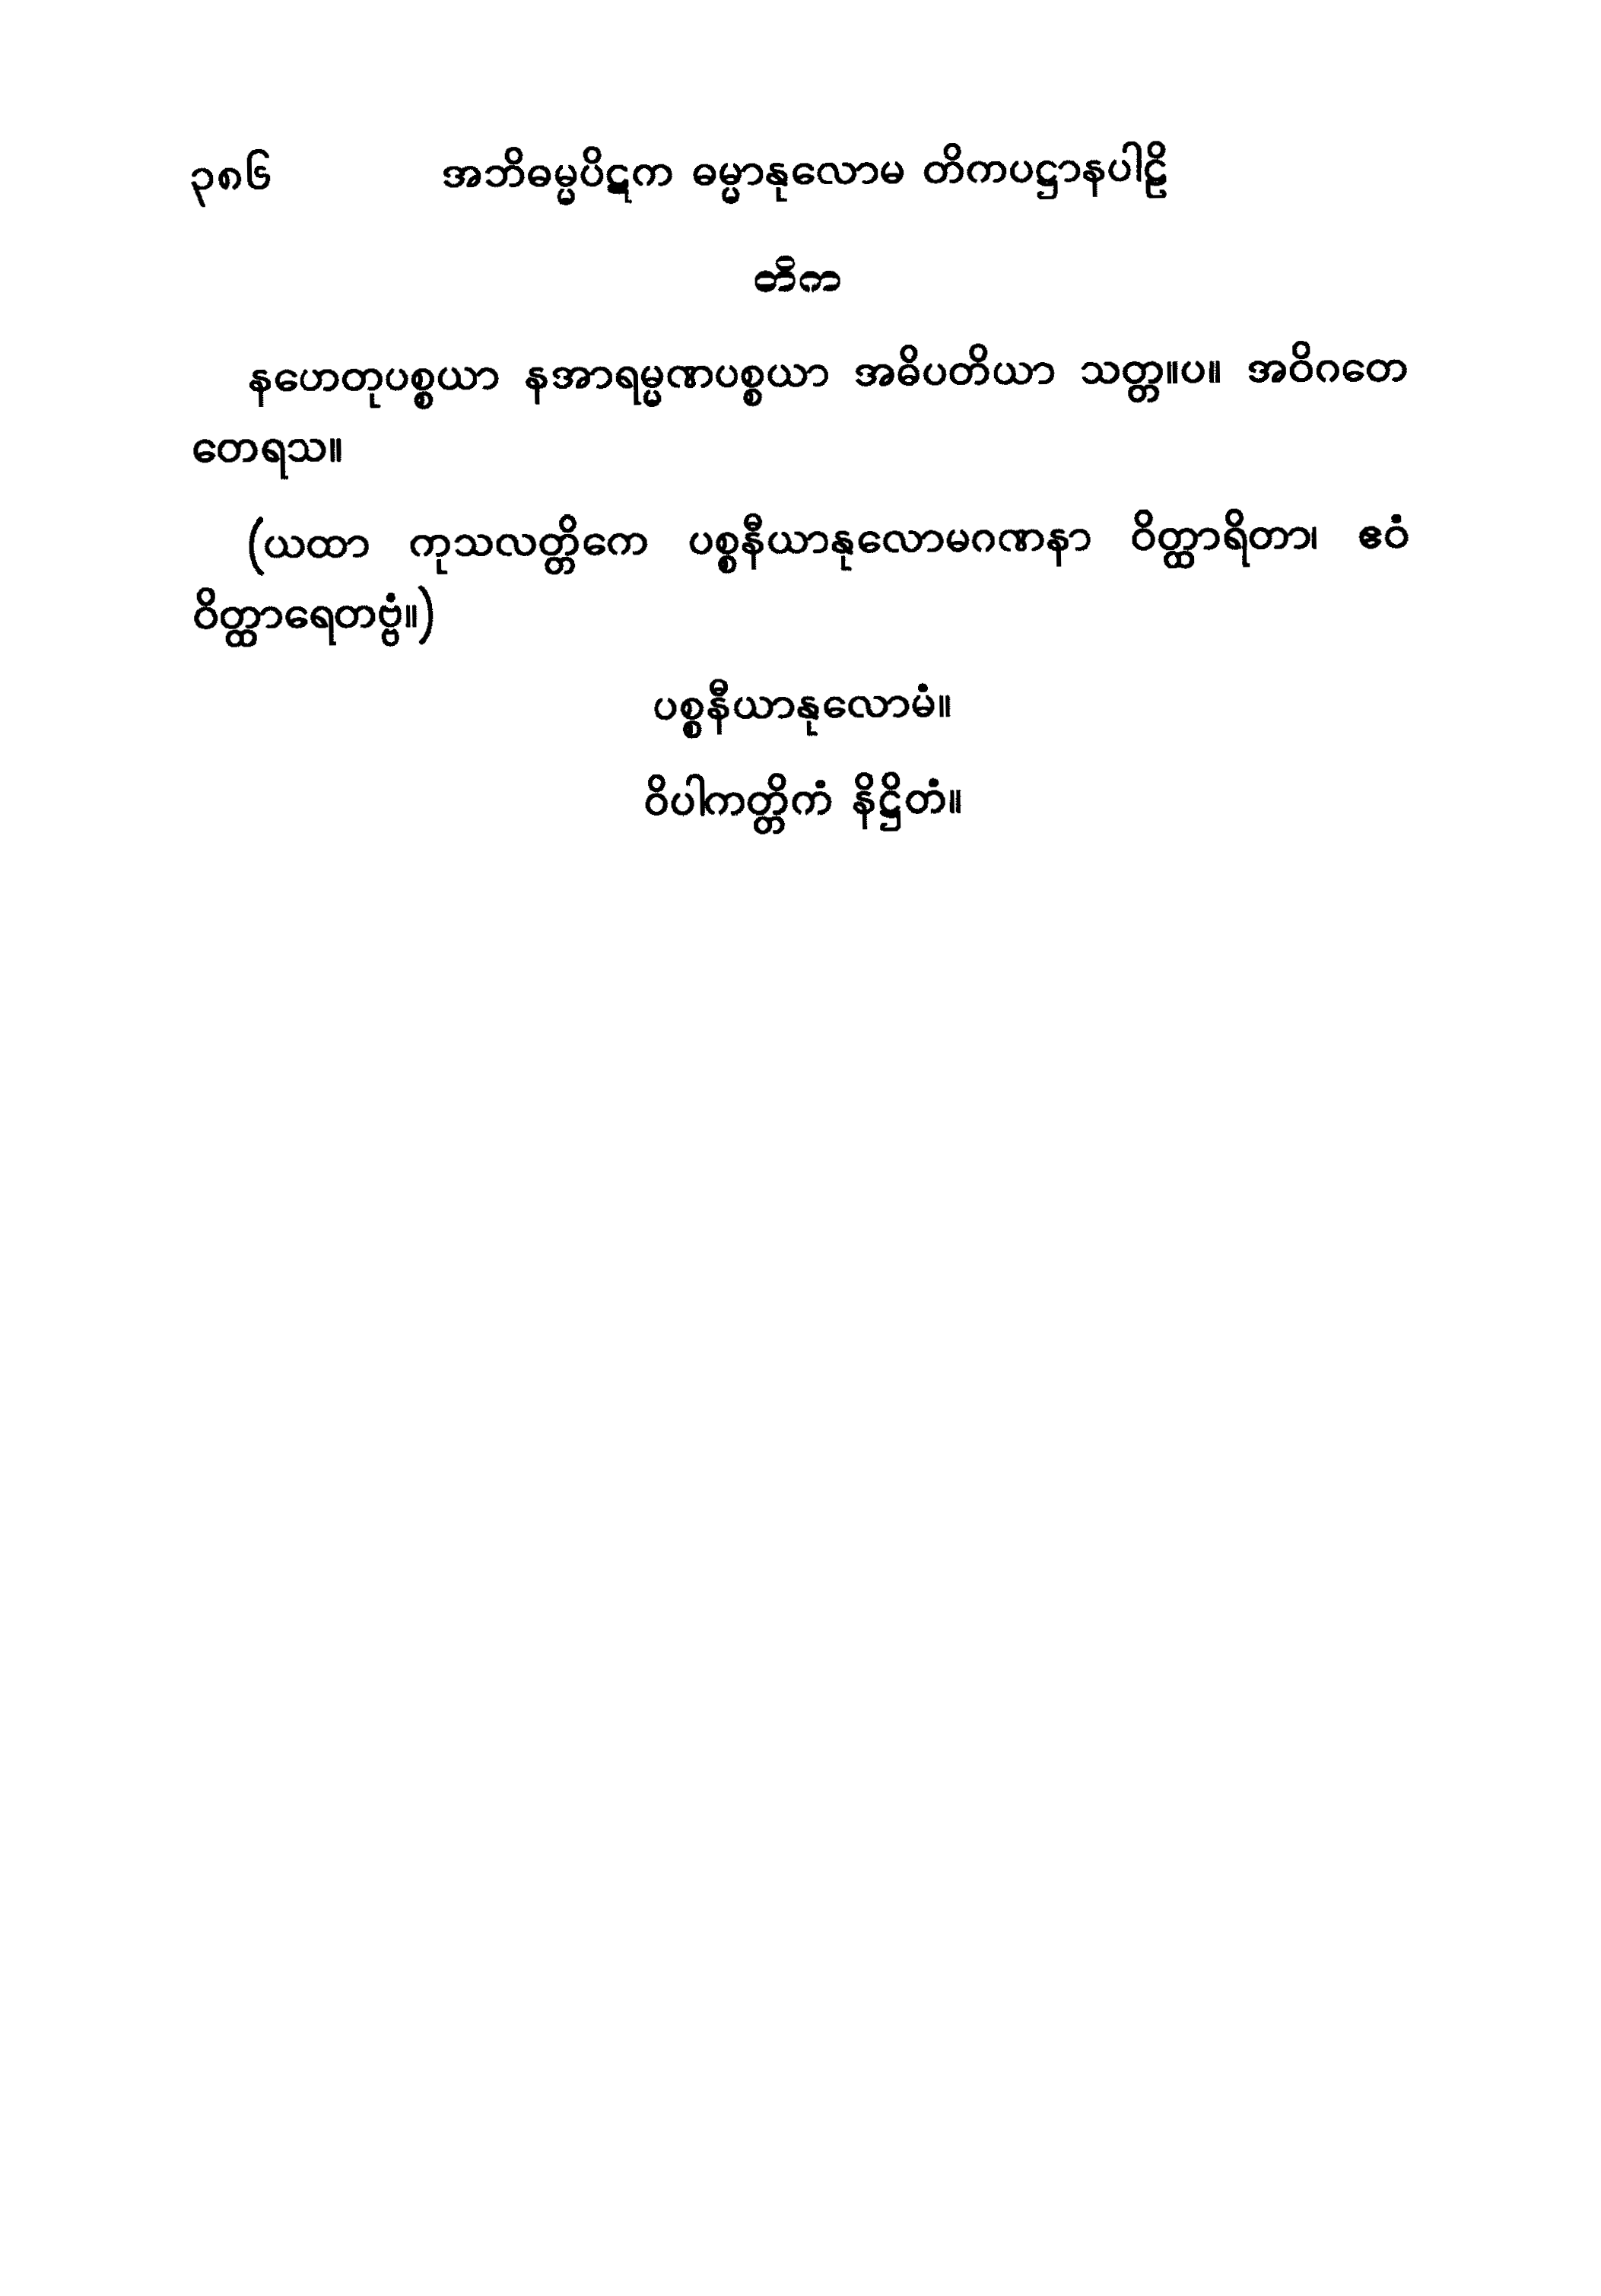 ၃၈၆ အဘိဓမ္မပိဋက ဓမ္မာနုလောမ တိကပဋ္ဌာနပါဠိ
တိက
နဟေတုပစ္စယာ နအာရမ္မဏပစ္စယာ အဓိပတိယာ သတ္တ။ပ။ အဝိဂတေ
တေရသ။
(ယထာ ကုသလတ္တိကေ ပစ္စနီယာနုလောမဂဏနာ ဝိတ္ထာရိတာ၊ ဧဝံ
ဝိတ္ထာရေတဗ္ဗံ။)
ပစ္စနီယာနုလောမံ။
ဝိပါကတ္တိကံ နိဋ္ဌိတံ။